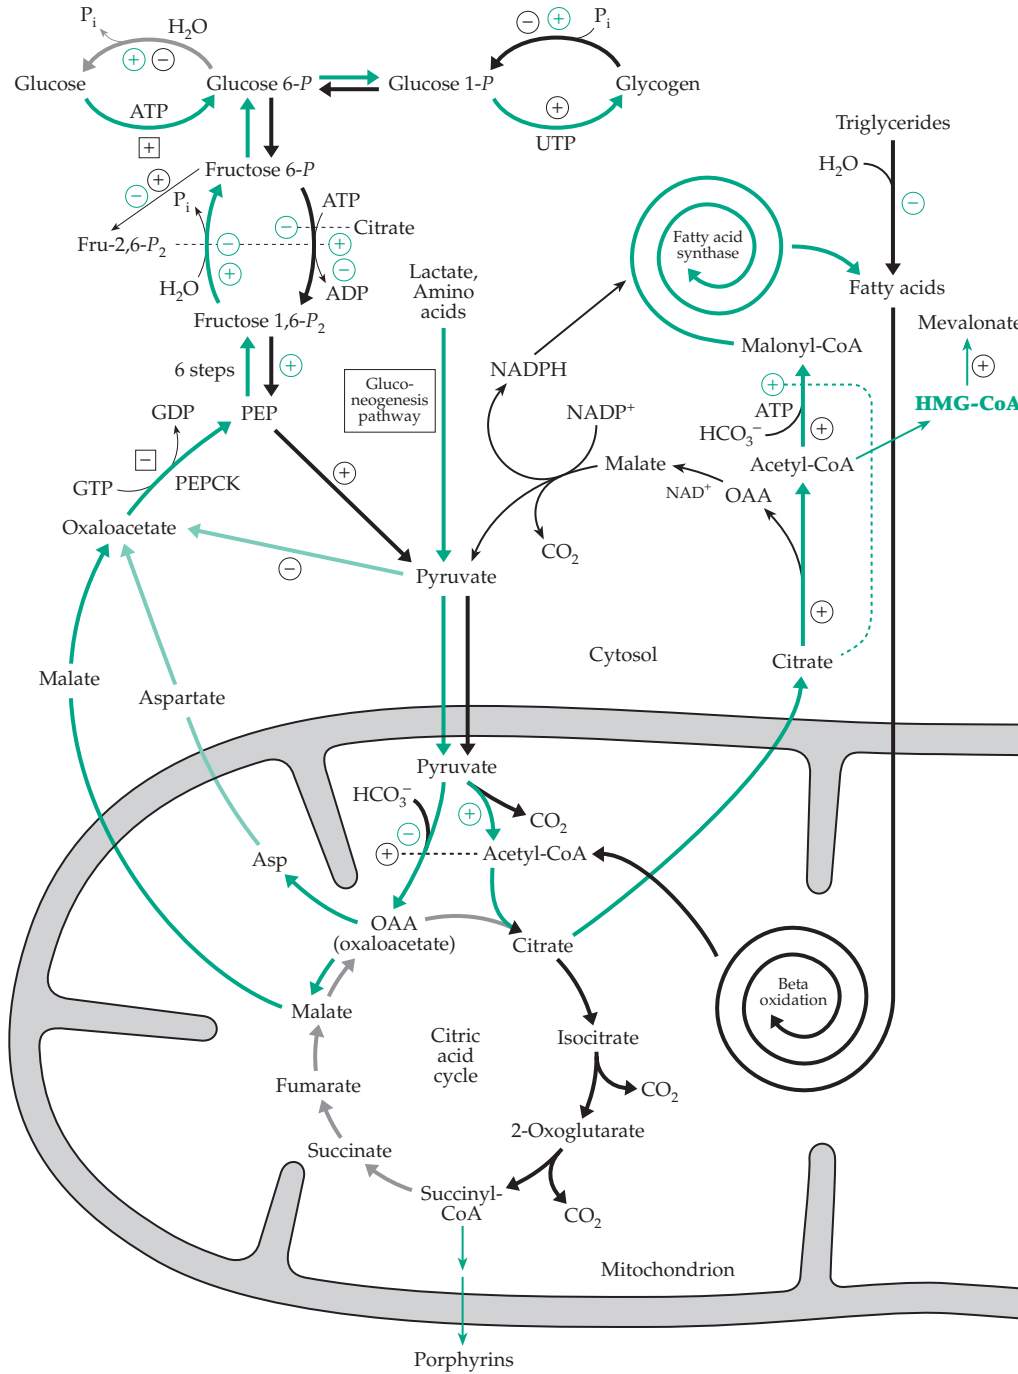 Pᵢ
H₂O
+ −
Glucose
Glucose 6-P
ATP
+
− +
Pᵢ
Glucose 1-P
Glycogen
+
UTP
Triglycerides
H₂O
−
Fructose 6-P
+
−
Pᵢ
ATP
− Citrate
Fru-2,6-P₂
−
+
+
−
H₂O
ADP
Fructose 1,6-P₂
Lactate,
Amino
acids
Fatty acid
synthase
Fatty acids
Mevalonate
+
HMG-CoA
Malonyl-CoA
6 steps
+
NADPH
Gluco-
neogenesis
pathway
+
ATP
HCO₃⁻
+
GDP
PEP
NADP⁺
−
GTP
PEPCK
+
Malate
NAD⁺
OAA
Acetyl-CoA
Oxaloacetate
CO₂
−
Pyruvate
+
Cytosol
Citrate
Malate
Aspartate
Pyruvate
HCO₃⁻
+
CO₂
−
+
Acetyl-CoA
Asp
OAA
(oxaloacetate)
Citrate
Malate
Beta
oxidation
Citric
acid
cycle
Isocitrate
Fumarate
CO₂
2-Oxoglutarate
Succinate
Succinyl-
CoA
CO₂
Mitochondrion
Porphyrins